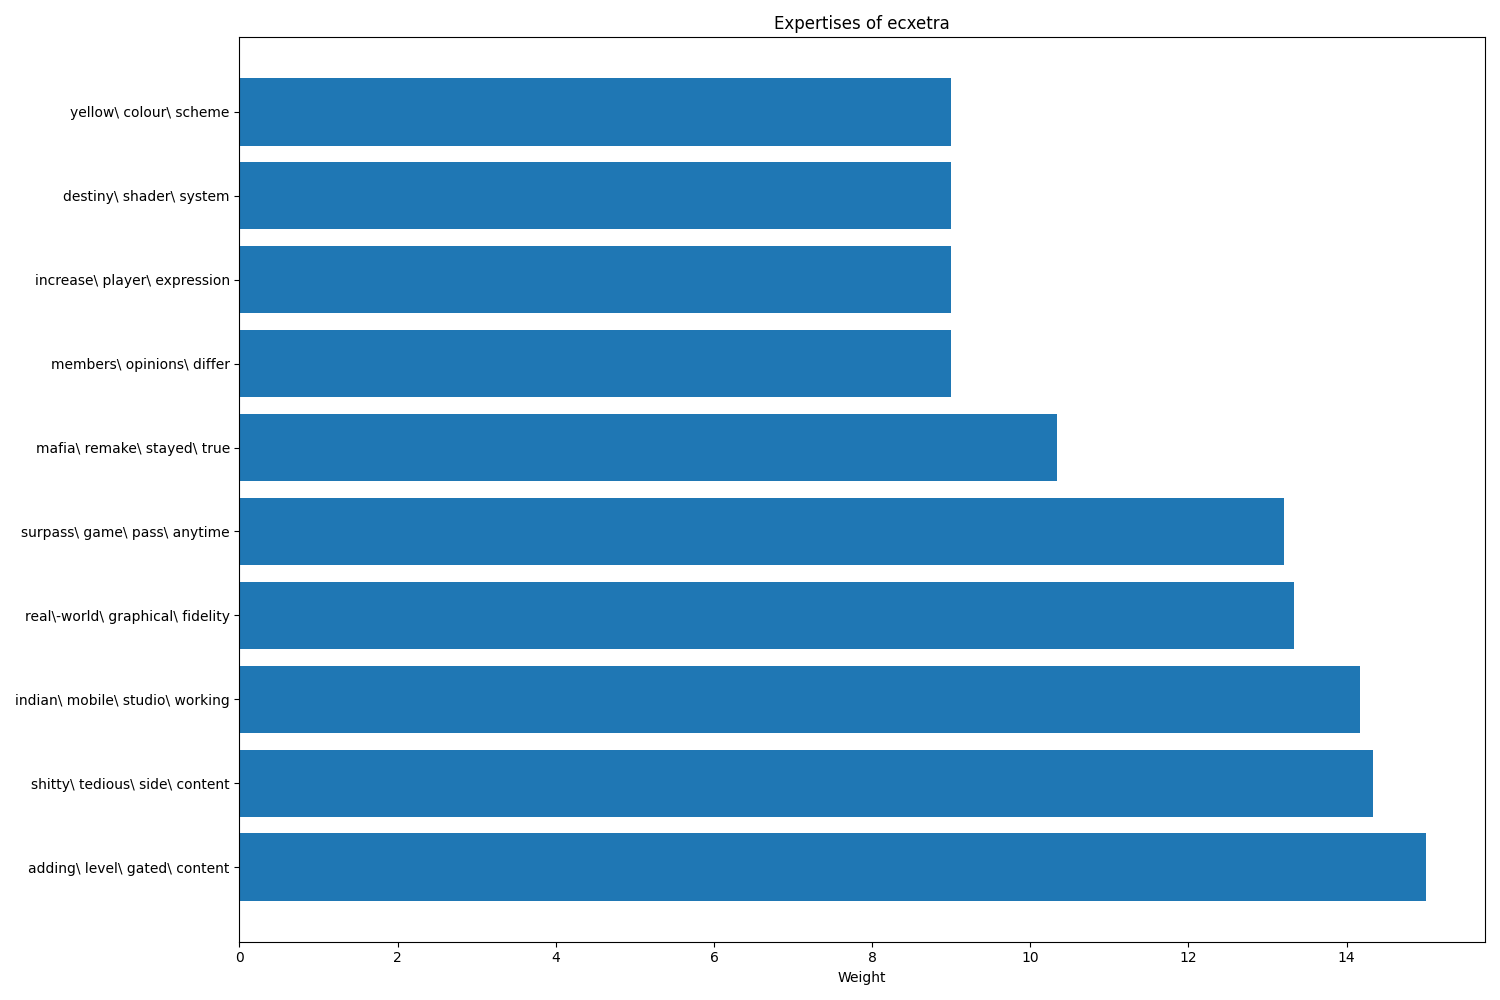 Expertises of ecxetra
yellow\ colour\ scheme
destiny\ shader\ system
increase\ player\ expression
members\ opinions\ differ
mafia\ remake\ stayed\ true
surpass\ game\ pass\ anytime
real\-world\ graphical\ fidelity
indian\ mobile\ studio\ working
shitty\ tedious\ side\ content
adding\ level\ gated\ content
0 2 4 6 8 10 12 14
Weight